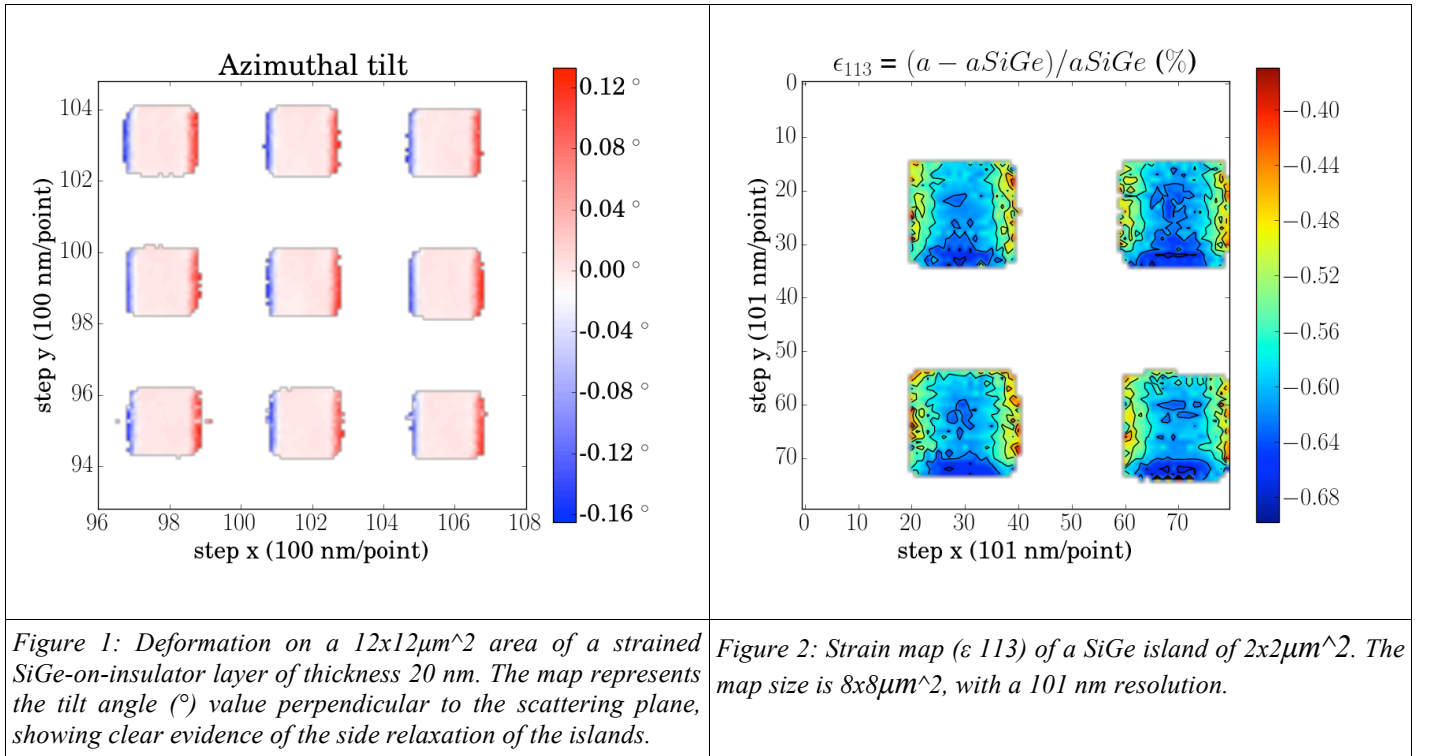 Azimuthal tilt
104
102
100
98
96
94
96 98 100 102 104 106 108
step y (100 nm/point)
step x (100 nm/point)
0.12 °
0.08 °
0.04 °
0.00 °
-0.04 °
-0.08 °
-0.12 °
-0.16 °
ϵ113 = (a − aSiGe)/aSiGe (%)
0
10
20
30
40
50
60
70
0 10 20 30 40 50 60 70
step y (101 nm/point)
step x (101 nm/point)
−0.40
−0.44
−0.48
−0.52
−0.56
−0.60
−0.64
−0.68
Figure 1: Deformation on a 12x12μm^2 area of a strained
SiGe-on-insulator layer of thickness 20 nm. The map represents
the tilt angle (°) value perpendicular to the scattering plane,
showing clear evidence of the side relaxation of the islands.
Figure 2: Strain map (ε 113) of a SiGe island of 2x2μm^2. The
map size is 8x8μm^2, with a 101 nm resolution.